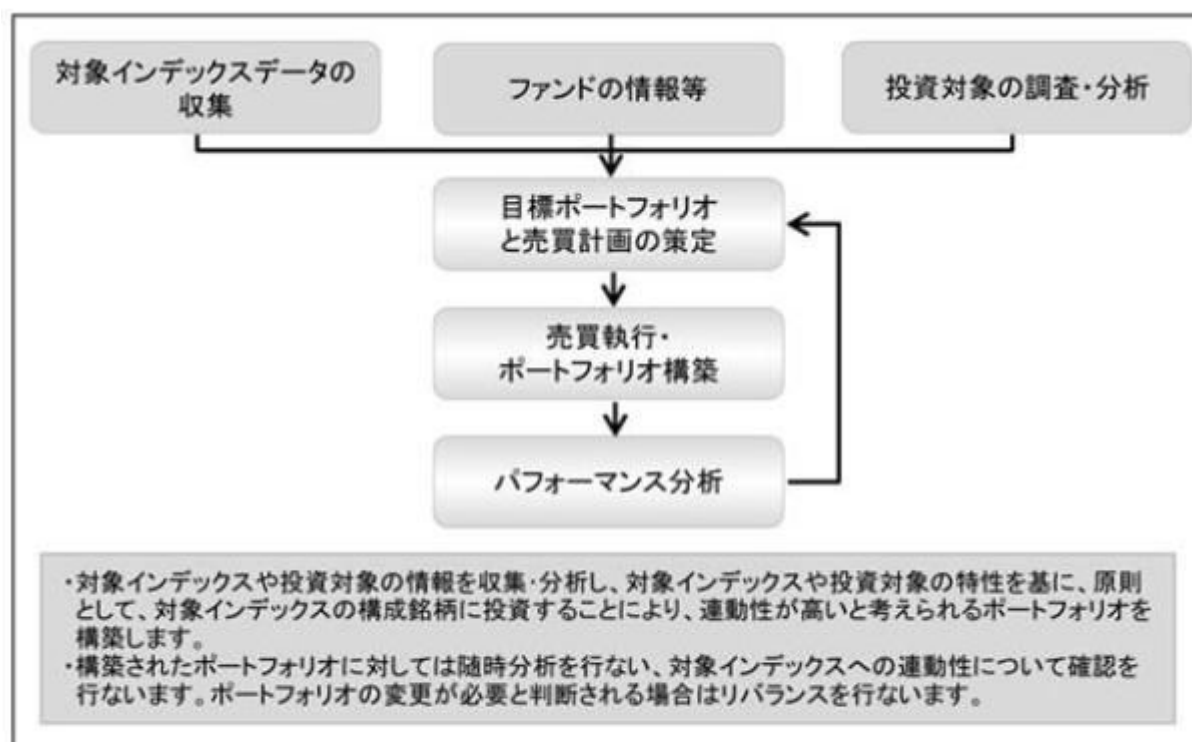 対象インデックスデータの
収集
ファンドの情報等
投資対象の調査・分析
目標ポートフォリオ
と売買計画の策定
売買執行・
ポートフォリオ構築
パフォーマンス分析
・対象インデックスや投資対象の情報を収集・分析し、対象インデックスや投資対象の特性を基に、原則
として、対象インデックスの構成銘柄に投資することにより、連動性が高いと考えられるポートフォリオを
構築します。
・構築されたポートフォリオに対しては随時分析を行ない、対象インデックスへの連動性について確認を
行ないます。ポートフォリオの変更が必要と判断される場合はリバランスを行ないます。